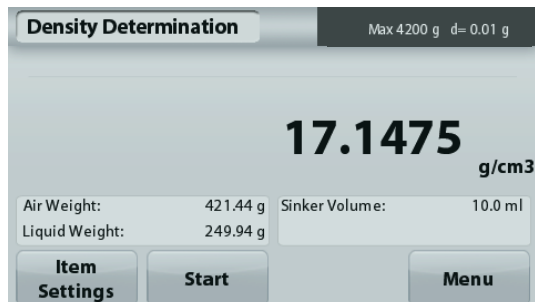 Density Determination
Max 4200 g d= 0.01 g
17.1475
g/cm3
Air Weight: 421.44 g
Liquid Weight: 249.94 g
Sinker Volume: 10.0 ml
Item
Settings
Start
Menu